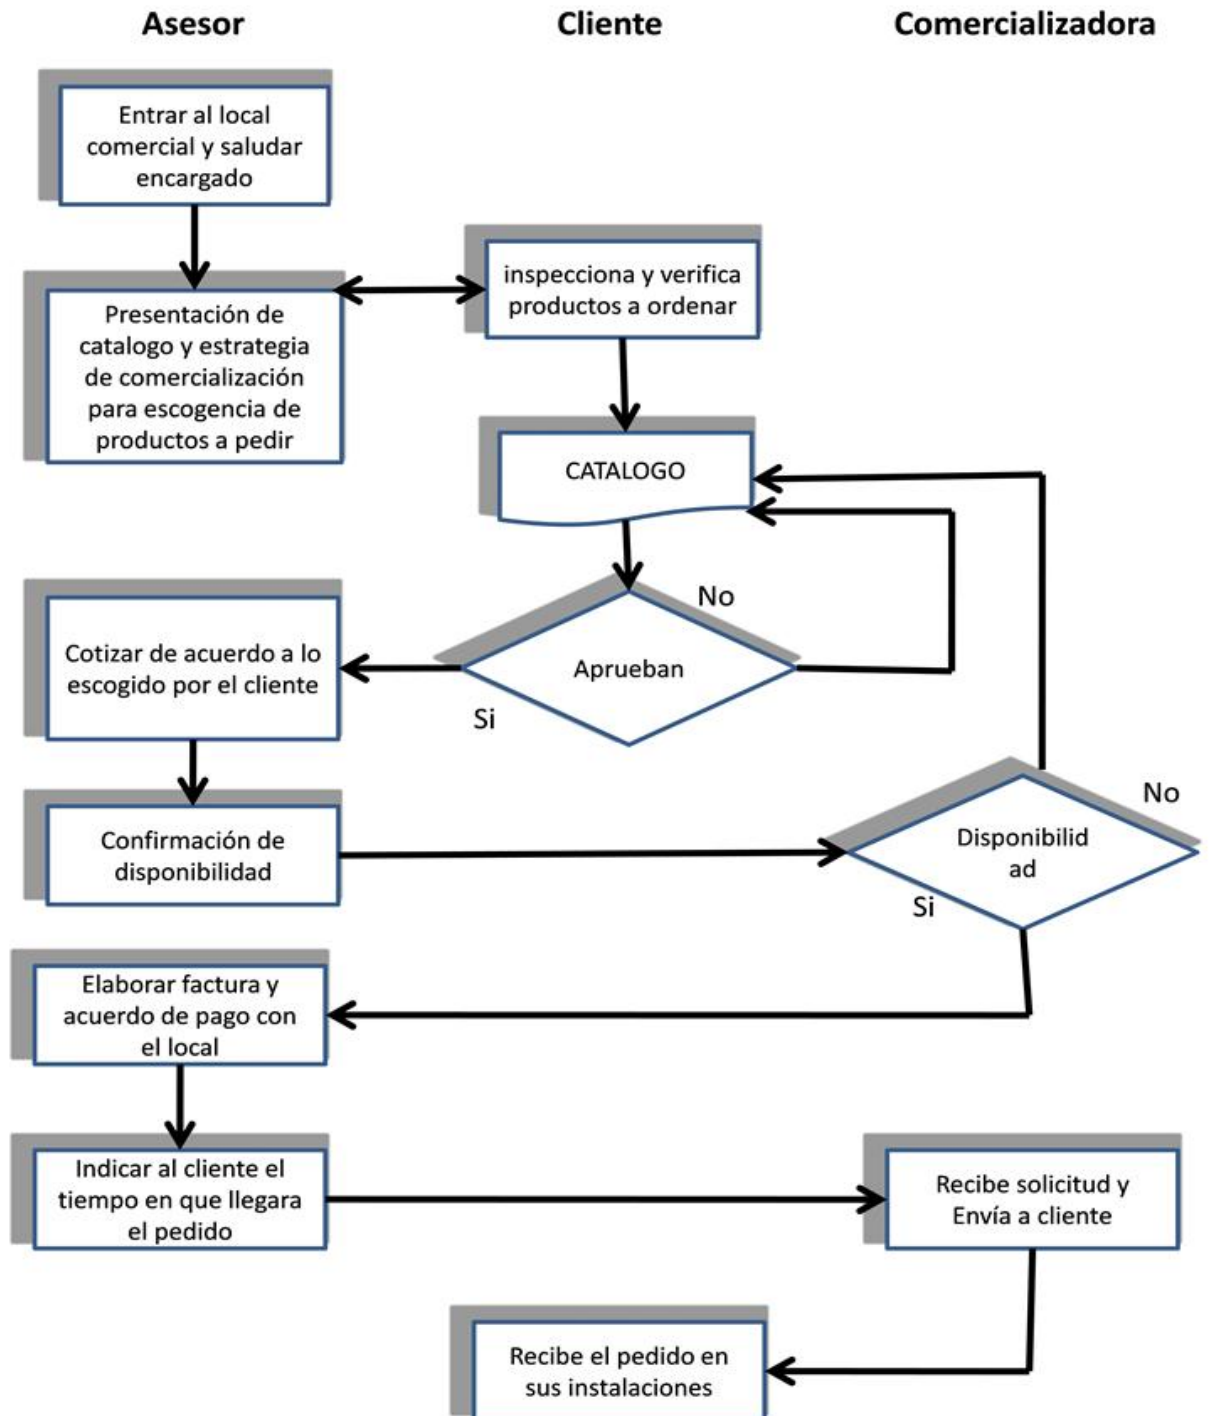 Asesor
Cliente
Comercializadora
Entrar al local
comercial y saludar
encargado
inspecciona y verifica
productos a ordenar
Presentación de
catalogo y estrategia
de comercialización
para escogencia de
productos a pedir
CATALOGO
No
Aprueban
Si
Cotizar de acuerdo a lo
escogido por el cliente
Confirmación de
disponibilidad
No
Disponibilid
ad
Si
Elaborar factura y
acuerdo de pago con
el local
Indicar al cliente el
tiempo en que llegara
el pedido
Recibe solicitud y
Envía a cliente
Recibe el pedido en
sus instalaciones